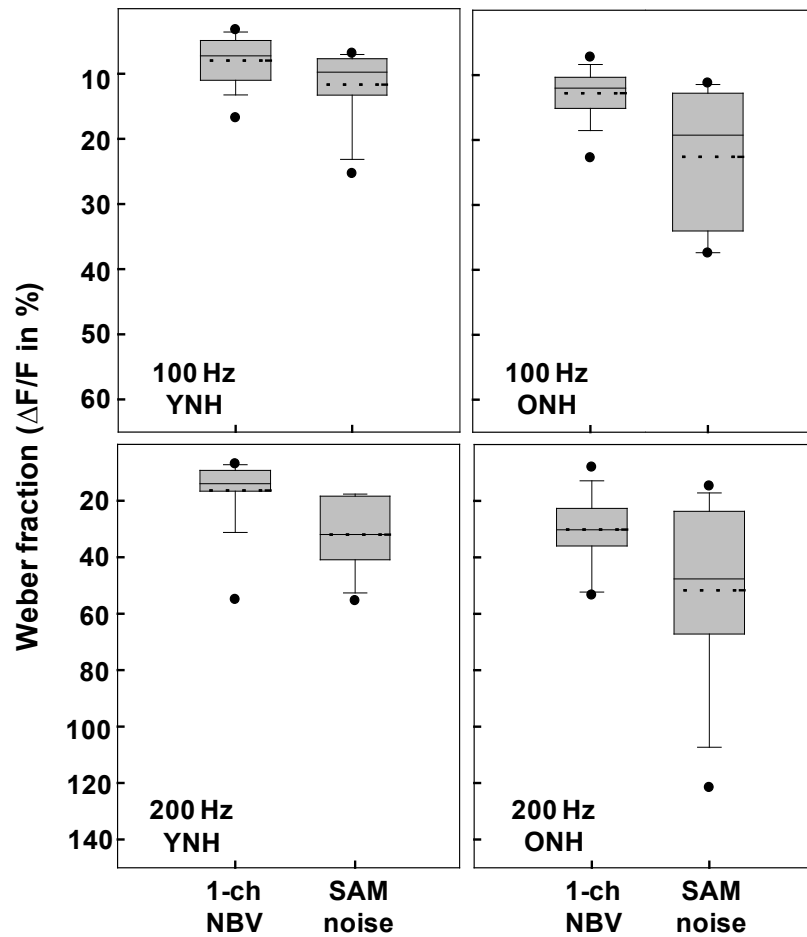 Weber fraction (ΔF/F in %)
10
20
30
40
50
60
100 Hz
YNH
100 Hz
ONH
20
40
60
80
100
120
140
200 Hz
YNH
200 Hz
ONH
1-ch
NBV
SAM
noise
1-ch
NBV
SAM
noise